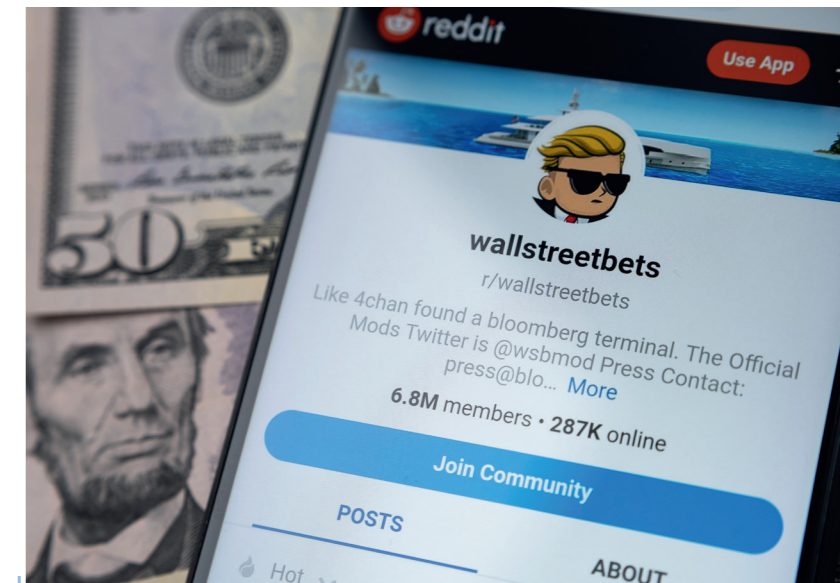 reddit
Use App
wallstreetbets
r/wallstreetbets
Like 4chan found a bloomberg terminal. The Official
Mods Twitter is @wsbmod Press Contact:
press@blo... More
6.8M members • 287K online
Join Community
POSTS
ABOUT
Hot
50